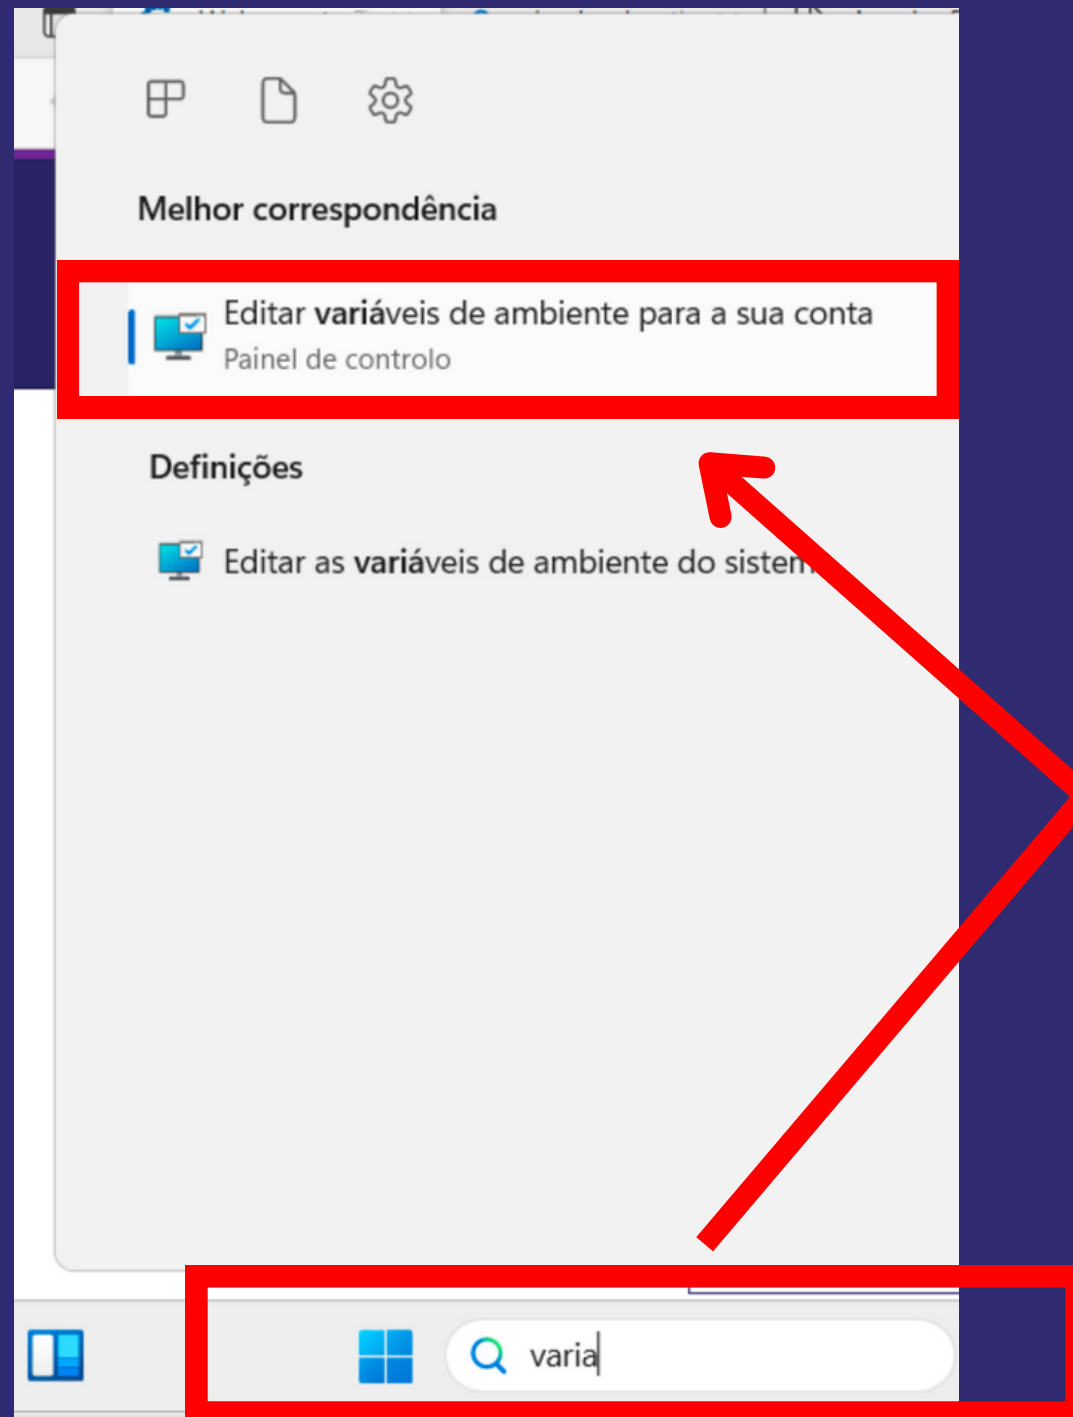 Melhor correspondência
Editar variáveis de ambiente para a sua conta
Painel de controlo
Definições
Editar as variáveis de ambiente do sistem
varia